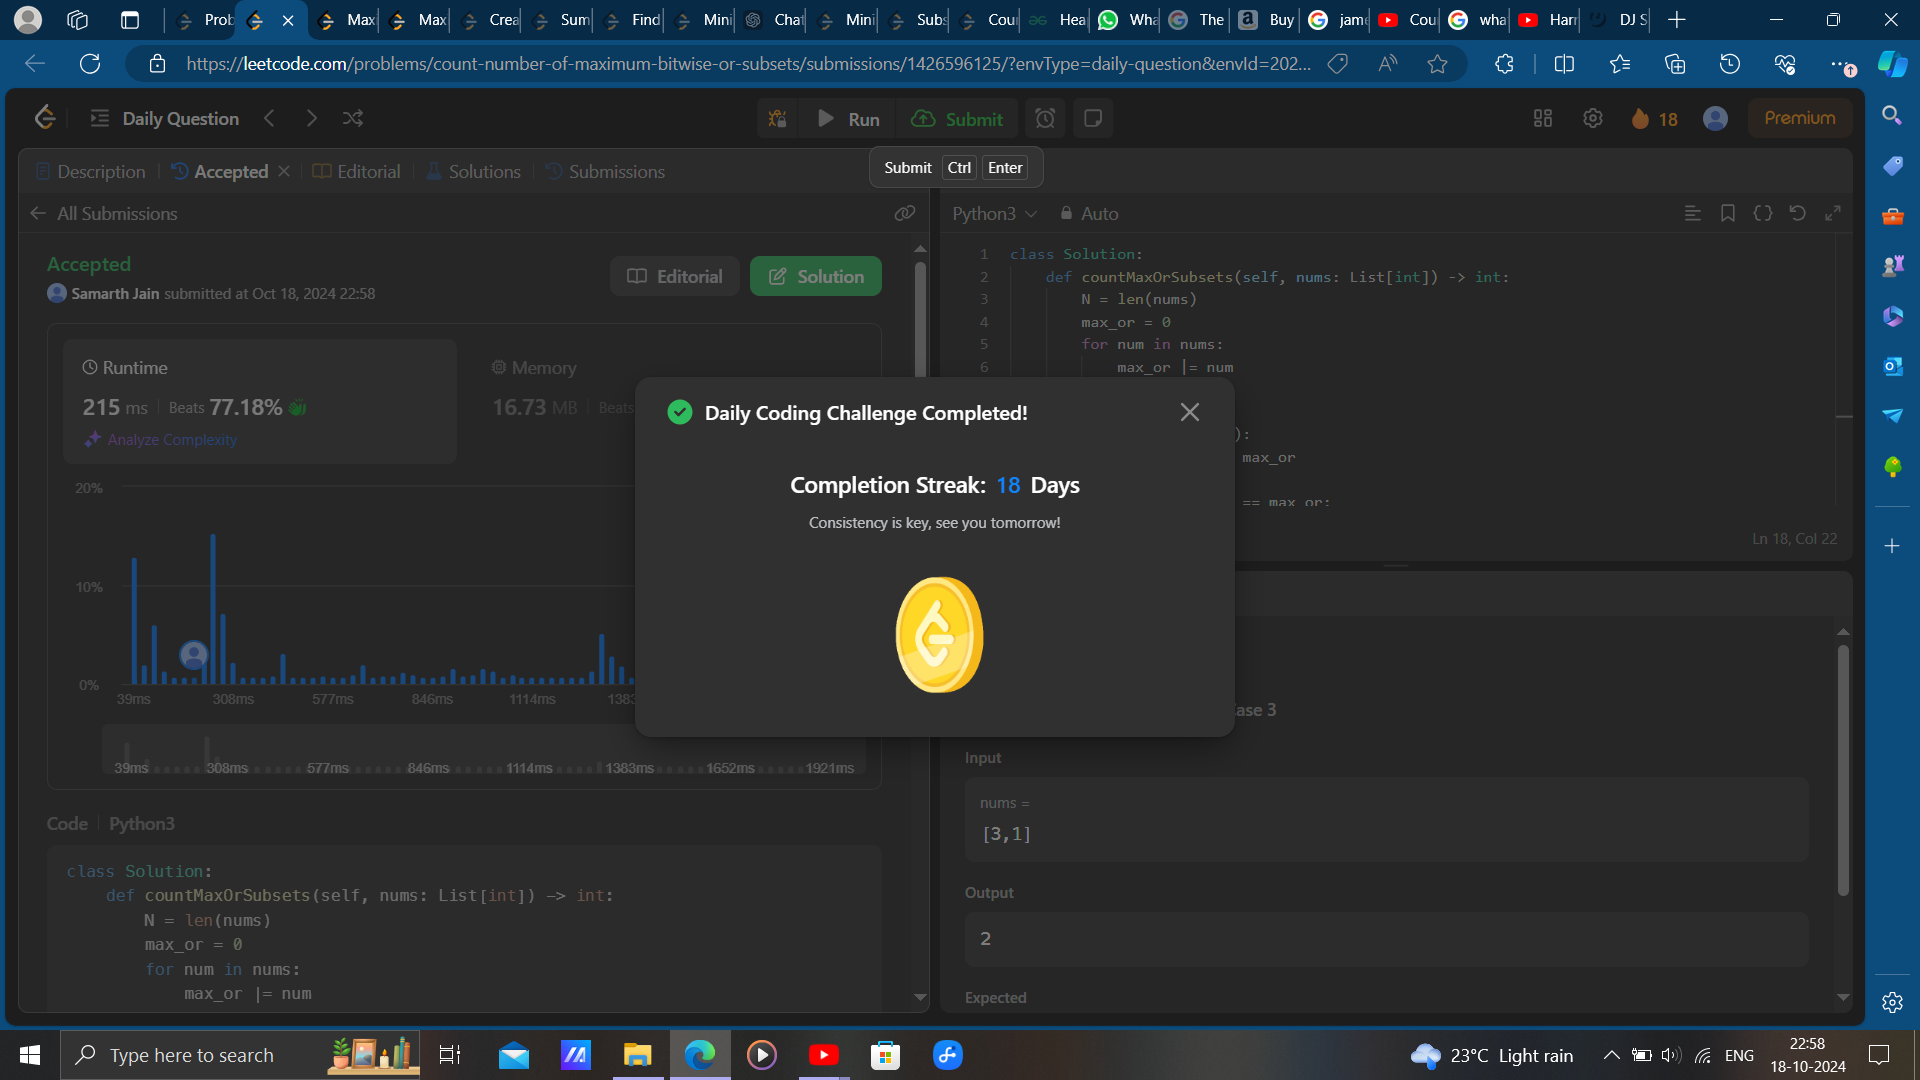 Prob
Max
Max
Crea
Sum
Find
Mini
Chat
Mini
Subs
Cour
Hea
Wha
The
Buy
jame
Cou
wha
Harr
DJ S
https://leetcode.com/problems/count-number-of-maximum-bitwise-or-subsets/submissions/1426596125/?envType=daily-question&envId=202...
Daily Question
Run
Submit
18
Premium
Submit Ctrl Enter
Description
Accepted
Editorial
Solutions
Submissions
All Submissions
Accepted
Samarth Jain submitted at Oct 18, 2024 22:58
Editorial
Solution
Runtime
215 ms
Beats 77.18%
Analyze Complexity
Memory
16.73 MB
Beats
20%
10%
0%
39ms 308ms 577ms 846ms 1114ms 1383
39ms 308ms 577ms 846ms 1114ms 1383ms 1652ms 1921ms
Code
Python3
class Solution:
def countMaxOrSubsets(self, nums: List[int]) -> int:
N = len(nums)
max_or = 0
for num in nums:
max_or |= num
Python3
Auto
1 class Solution:
2 def countMaxOrSubsets(self, nums: List[int]) -> int:
3 N = len(nums)
4 max_or = 0
5 for num in nums:
6 max_or |= num
):
max_or
== max_or:
Ln 18, Col 22
Daily Coding Challenge Completed!
Completion Streak: 18 Days
Consistency is key, see you tomorrow!
ase 3
Input
nums =
[3,1]
Output
2
Expected
Type here to search
23°C Light rain
ENG
22:58
18-10-2024